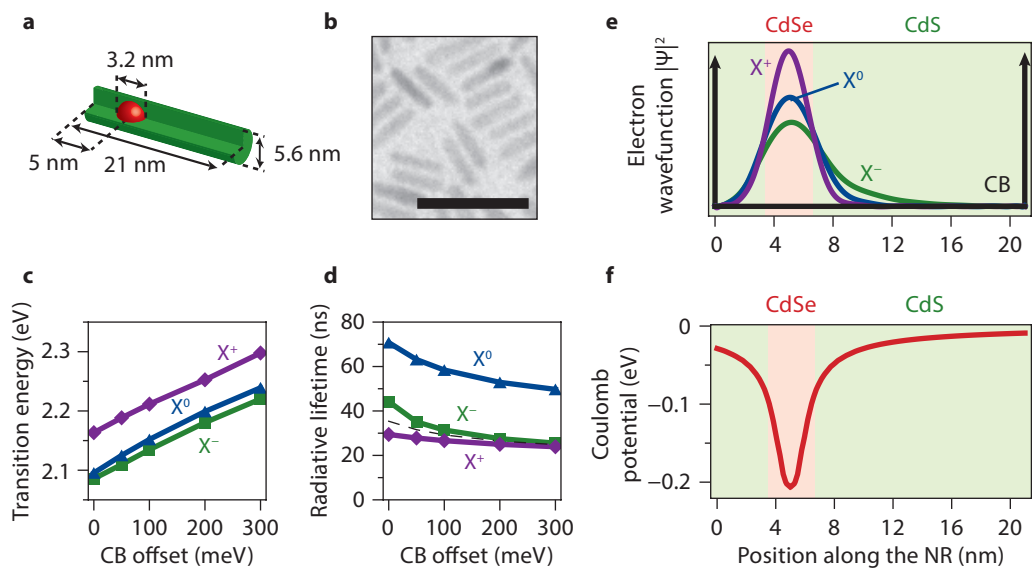 a
3.2 nm
5 nm
21 nm
5.6 nm
b
c
Transition energy (eV)
2.3
2.2
2.1
X⁺
X⁰
X⁻
0 100 200 300
CB offset (meV)
d
Radiative lifetime (ns)
80
60
40
20
0
X⁰
X⁻
X⁺
0 100 200 300
CB offset (meV)
e
CdSe CdS
Electron
wavefunction |Ψ|²
X⁺
X⁰
X⁻
CB
0 4 8 12 16 20
f
CdSe CdS
Coulomb
potential (eV)
0
−0.1
−0.2
0 4 8 12 16 20
Position along the NR (nm)